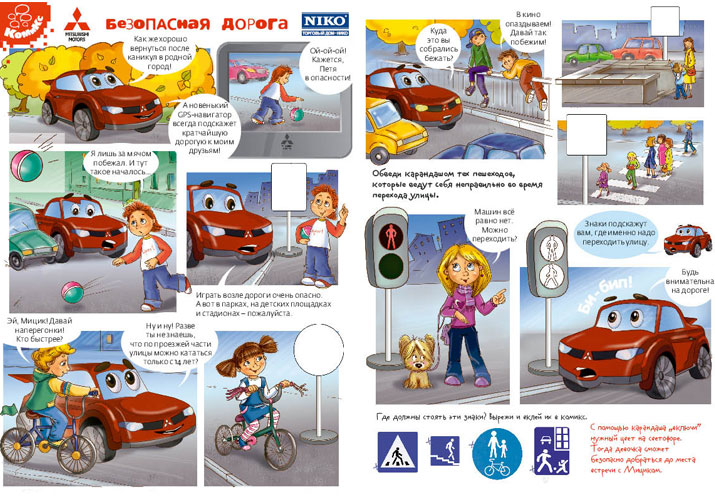 Комикс
MITSUBISHI
MOTORS
БЕЗОПАСНАЯ ДОРОГА
NIKO
ТОРГОВЫЙ ДОМ «НИКО»
Как же хорошо
вернуться после
каникул в родной
город!
Ой-ой-ой!
Кажется,
Петя
в опасности!
А новенький
GPS-навигатор
всегда подскажет
кратчайшую
дорогую к моим
друзьям!
Я лишь за мячом
побежал. И тут
такое началось...
Играть возле дороги очень опасно.
А вот в парках, на детских площадках
и стадионах – пожалуйста.
Эй, Мицик! Давай
наперегонки!
Кто быстрее?
Ну и ну! Разве
ты не знаешь,
что по проезжей части
улицы можно кататься
только с 14 лет?
Куда
это вы
собрались
бежать?
В кино
опаздываем!
Давай так
побежим!
Обведи карандашом тех пешеходов,
которые ведут себя неправильно во время
перехода улицы.
Машин всё
равно нет.
Можно
переходить?
Знаки подскажут
вам, где именно надо
переходить улицу.
Би-бип!
Будь
внимательна
на дороге!
Где должны стоять эти знаки? Вырежи и вклей их в комикс.
С помощью карандаша „включи”
нужный цвет на светофоре.
Тогда девочка сможет
безопасно добраться до места
встречи с Мициком.